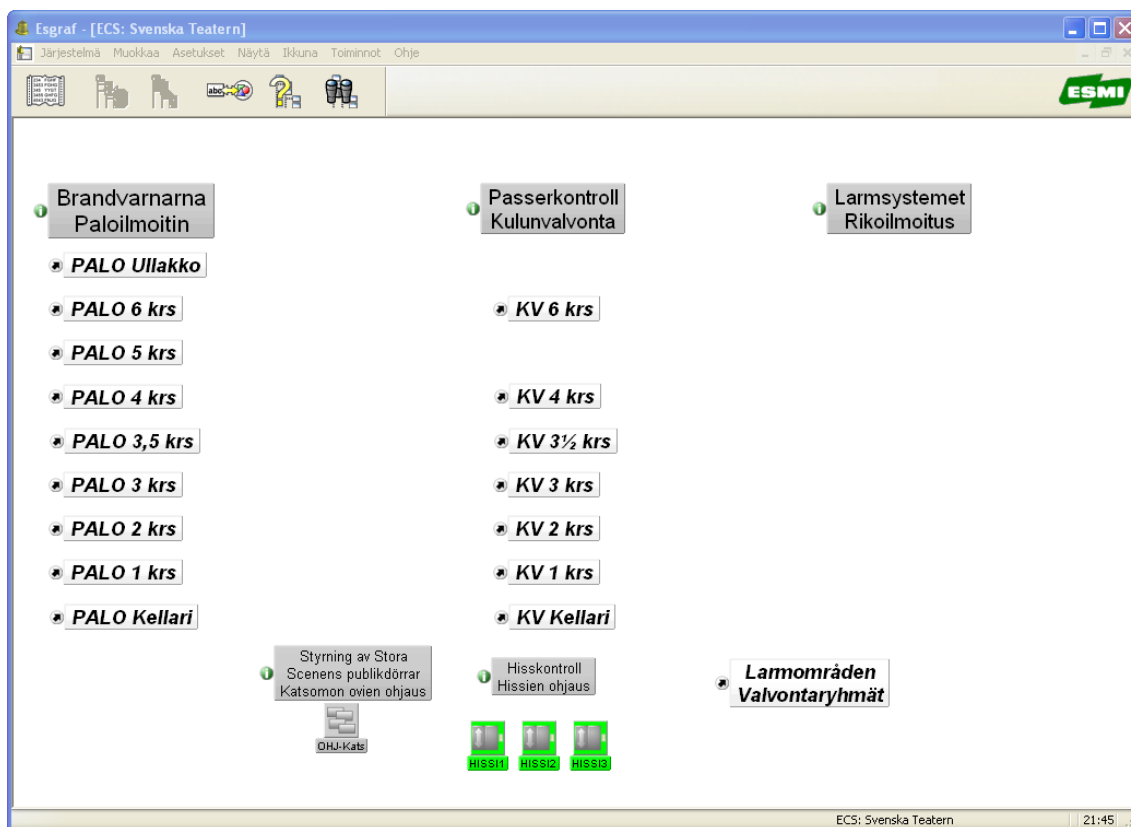 Esgraf - [ECS: Svenska Teatern]
Järjestelmä Muokkaa Asetukset Näytä Ikkuna Toiminnot Ohje
abc
ESMI
Brandvarnarna
Paloilmoitin
Passerkontroll
Kulunvalvonta
Larmsystemet
Rikoilmoitus
PALO Ullakko
PALO 6 krs
KV 6 krs
PALO 5 krs
PALO 4 krs
KV 4 krs
PALO 3,5 krs
KV 3½ krs
PALO 3 krs
KV 3 krs
PALO 2 krs
KV 2 krs
PALO 1 krs
KV 1 krs
PALO Kellari
KV Kellari
Styrning av Stora
Scenens publikdörrar
Katsomon ovien ohjaus
OHJ-Kats
Hisskontroll
Hissien ohjaus
HISSI1 HISSI2 HISSI3
Larmområden
Valvontaryhmät
ECS: Svenska Teatern 21:45